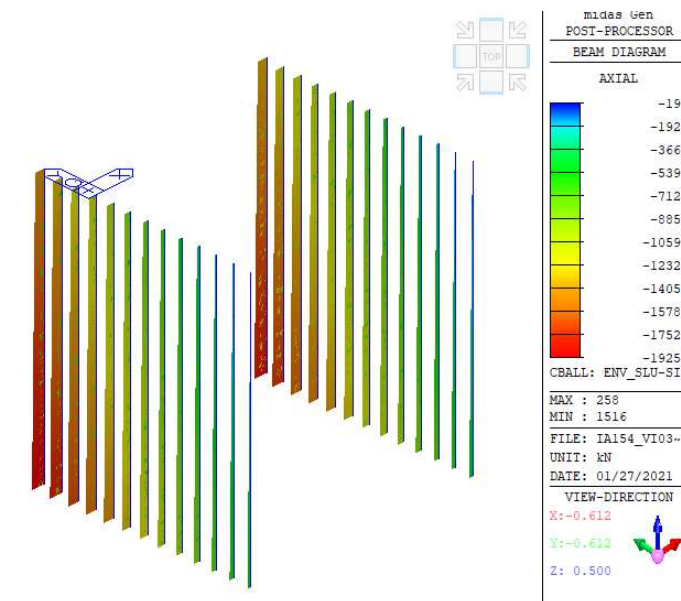 TOP
midas Gen
POST-PROCESSOR
BEAM DIAGRAM
AXIAL
-19
-192
-366
-539
-712
-885
-1059
-1232
-1405
-1578
-1752
-1925
CBALL: ENV_SLU-SI
MAX : 258
MIN : 1516
FILE: IA154_VI03~
UNIT: kN
DATE: 01/27/2021
VIEW-DIRECTION
X:-0.612
Y:-0.612
Z: 0.500